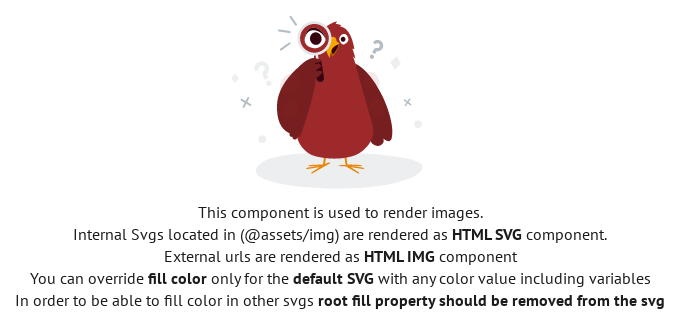 This component is used to render images.
Internal Svgs located in (@assets/img) are rendered as HTML SVG component.
External urls are rendered as HTML IMG component
You can override fill color only for the default SVG with any color value including variables
In order to be able to fill color in other svgs root fill property should be removed from the svg